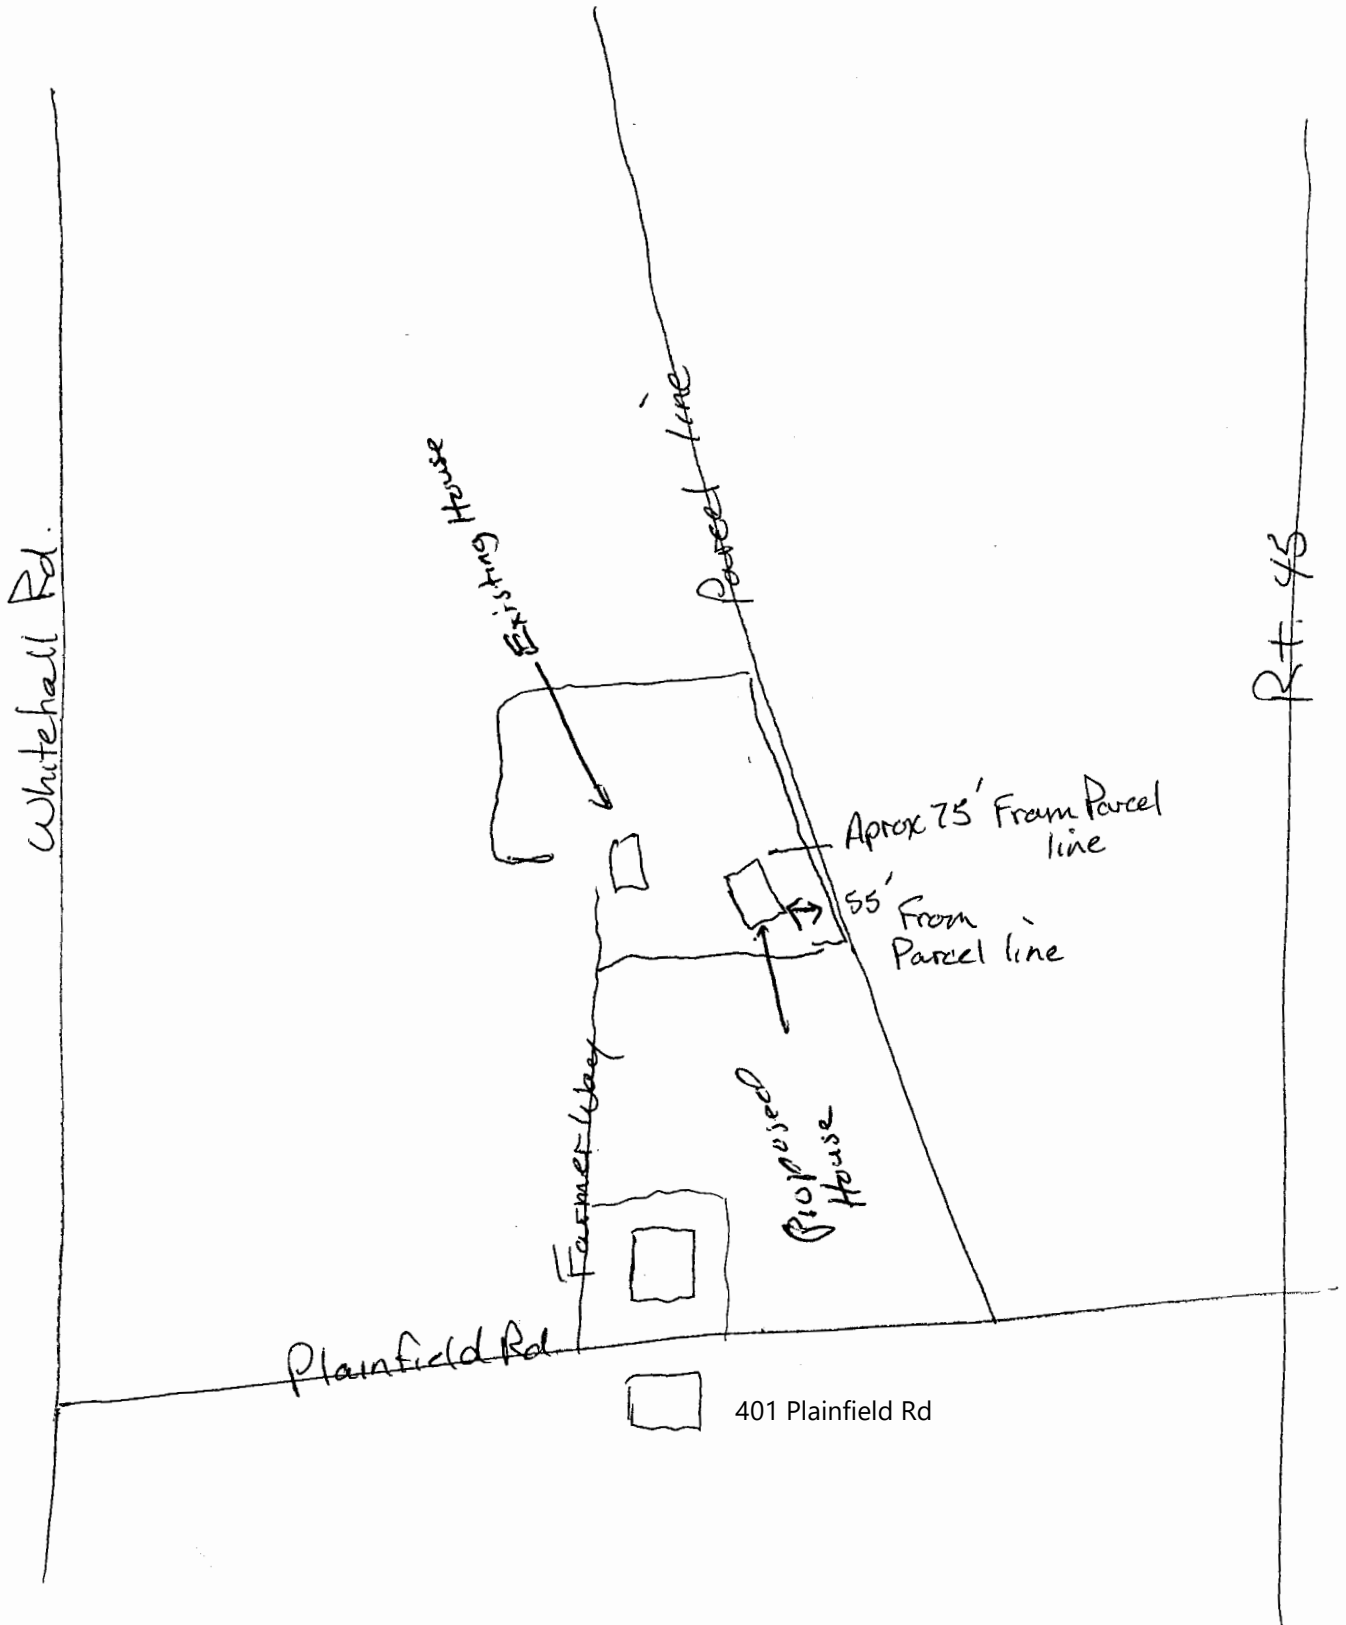 Parcel line
Existing House
Whitehall Rd.
Rt. 45
Aprox 75' From Parcel
line
55' From
Parcel line
Farmer Way
Proposed
House
Plainfield Rd
401 Plainfield Rd